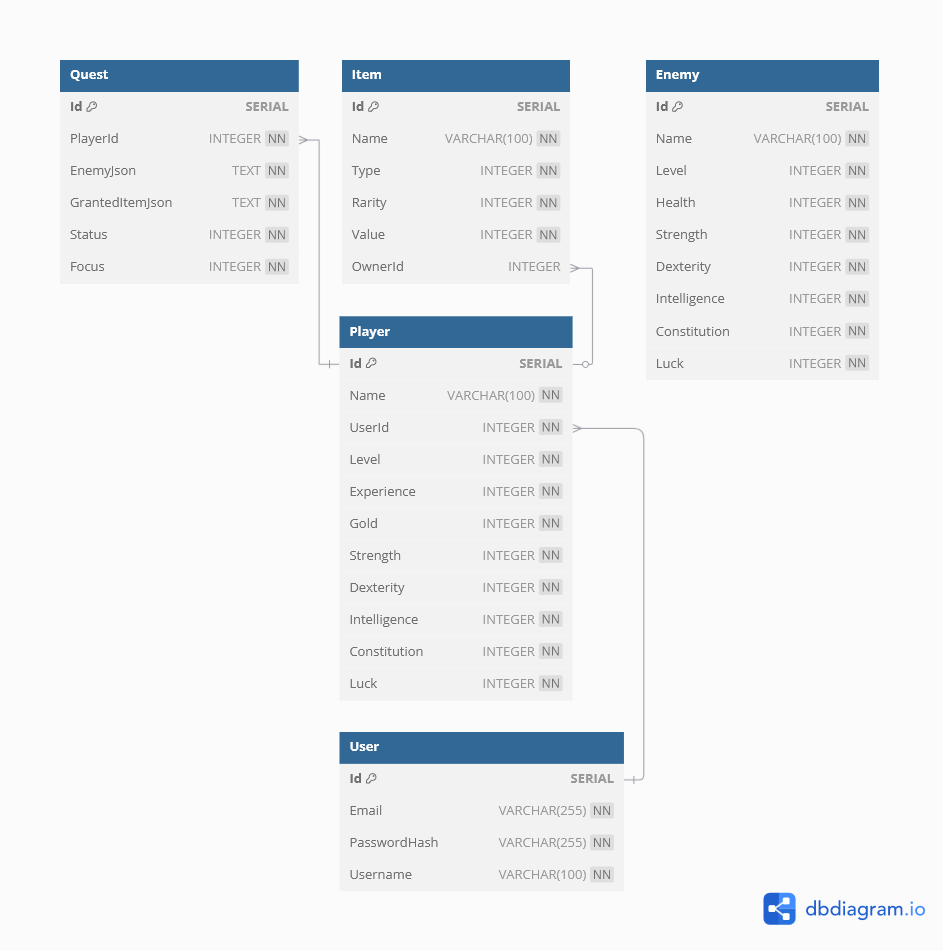 Quest
Id SERIAL
PlayerId INTEGER NN
EnemyJson TEXT NN
GrantedItemJson TEXT NN
Status INTEGER NN
Focus INTEGER NN
Item
Id SERIAL
Name VARCHAR(100) NN
Type INTEGER NN
Rarity INTEGER NN
Value INTEGER NN
OwnerId INTEGER
Enemy
Id SERIAL
Name VARCHAR(100) NN
Level INTEGER NN
Health INTEGER NN
Strength INTEGER NN
Dexterity INTEGER NN
Intelligence INTEGER NN
Constitution INTEGER NN
Luck INTEGER NN
Player
Id SERIAL
Name VARCHAR(100) NN
UserId INTEGER NN
Level INTEGER NN
Experience INTEGER NN
Gold INTEGER NN
Strength INTEGER NN
Dexterity INTEGER NN
Intelligence INTEGER NN
Constitution INTEGER NN
Luck INTEGER NN
User
Id SERIAL
Email VARCHAR(255) NN
PasswordHash VARCHAR(255) NN
Username VARCHAR(100) NN
dbdiagram.io